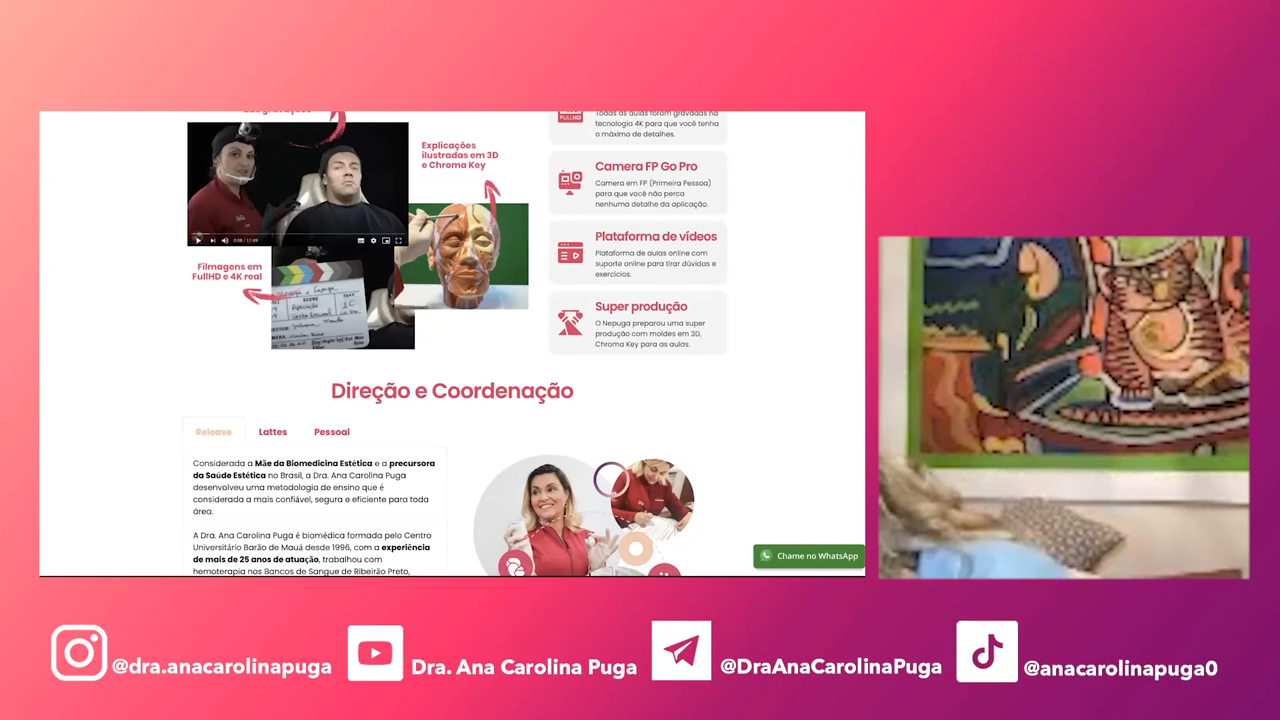 Explicações
ilustradas em 3D
e Chroma Key
0:08 / 11:49
Filmagens em
FullHD e 4K real
SCENE
FULLHD
Todas as aulas foram gravadas na
tecnologia 4K para que você tenha
o máximo de detalhes.
Camera FP Go Pro
Camera em FP (Primeira Pessoa)
para que você não perca
nenhuma detalhe da aplicação.
Plataforma de vídeos
Plataforma de aulas online com
suporte online para tirar dúvidas e
exercícios.
Super produção
O Nepuga preparou uma super
produção com moldes em 3D,
Chroma Key para as aulas.
Direção e Coordenação
Release
Lattes
Pessoal
Considerada a Mãe da Biomedicina Estética e a precursora
da Saúde Estética no Brasil, a Dra. Ana Carolina Puga
desenvolveu uma metodologia de ensino que é
considerada a mais confiável, segura e eficiente para toda
área.
A Dra. Ana Carolina Puga é biomédica formada pelo Centro
Universitário Barão de Mauá desde 1996, com a experiência
de mais de 25 anos de atuação, trabalhou com
hemoterapia nos Bancos de Sangue de Ribeirão Preto,
Chame no WhatsApp
@dra.anacarolinapuga
Dra. Ana Carolina Puga
@DraAnaCarolinaPuga
@anacarolinapuga0